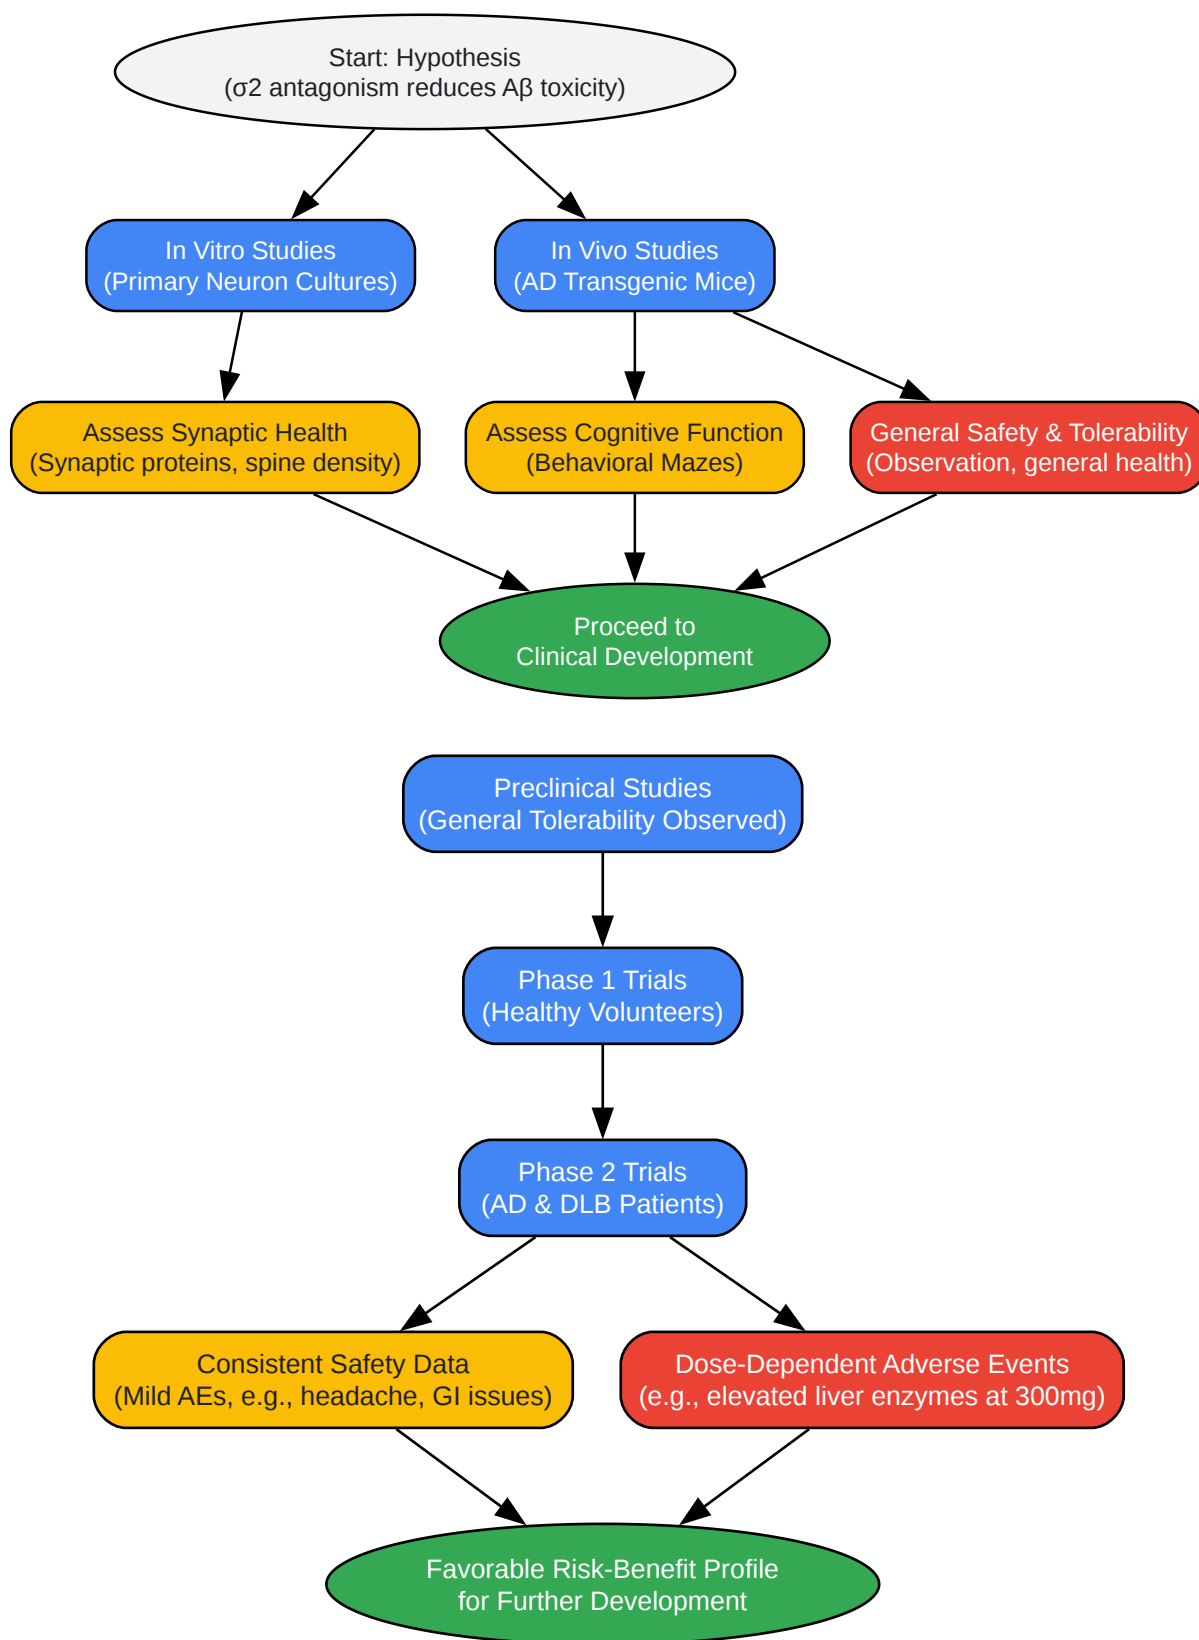 Start: Hypothesis
(σ2 antagonism reduces Aβ toxicity)
In Vitro Studies
(Primary Neuron Cultures)
In Vivo Studies
(AD Transgenic Mice)
Assess Synaptic Health
(Synaptic proteins, spine density)
Assess Cognitive Function
(Behavioral Mazes)
General Safety & Tolerability
(Observation, general health)
Proceed to
Clinical Development
Preclinical Studies
(General Tolerability Observed)
Phase 1 Trials
(Healthy Volunteers)
Phase 2 Trials
(AD & DLB Patients)
Consistent Safety Data
(Mild AEs, e.g., headache, GI issues)
Dose-Dependent Adverse Events
(e.g., elevated liver enzymes at 300mg)
Favorable Risk-Benefit Profile
for Further Development